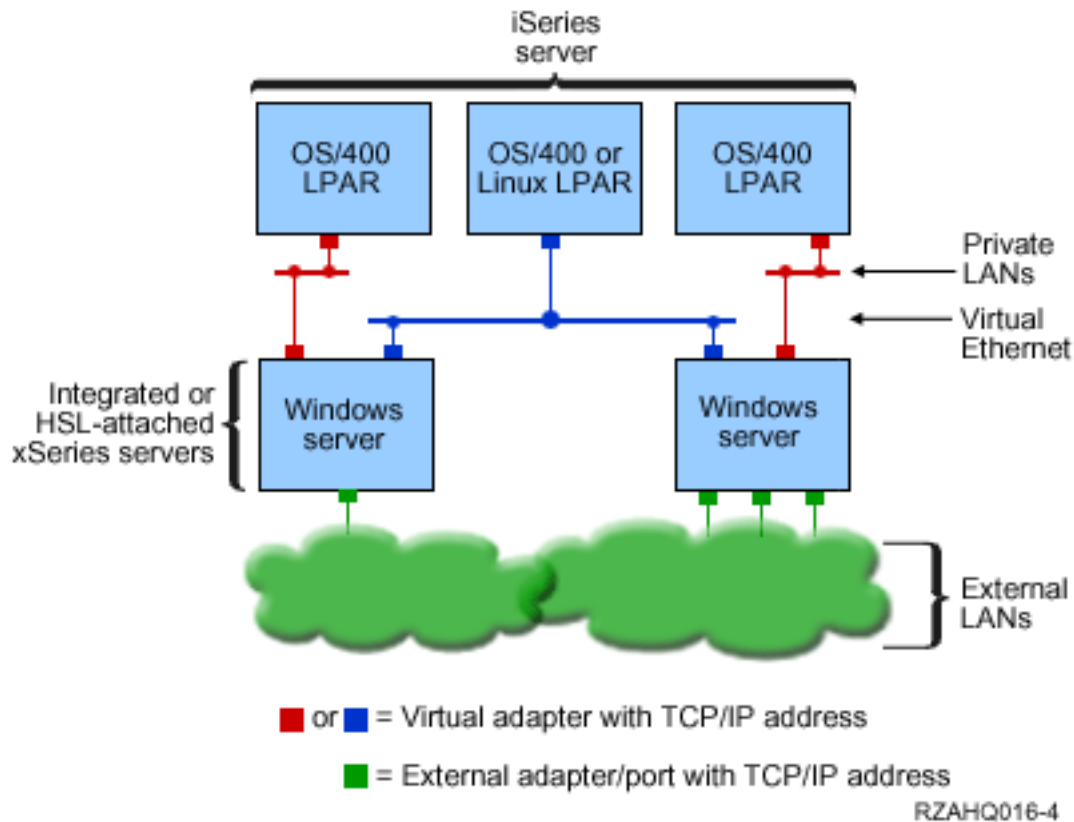 iSeries
server
OS/400
LPAR
OS/400 or
Linux LPAR
OS/400
LPAR
Private
LANs
Virtual
Ethernet
Integrated or
HSL-attached
xSeries servers
Windows
server
Windows
server
External
LANs
or = Virtual adapter with TCP/IP address
= External adapter/port with TCP/IP address
RZAHQ016-4